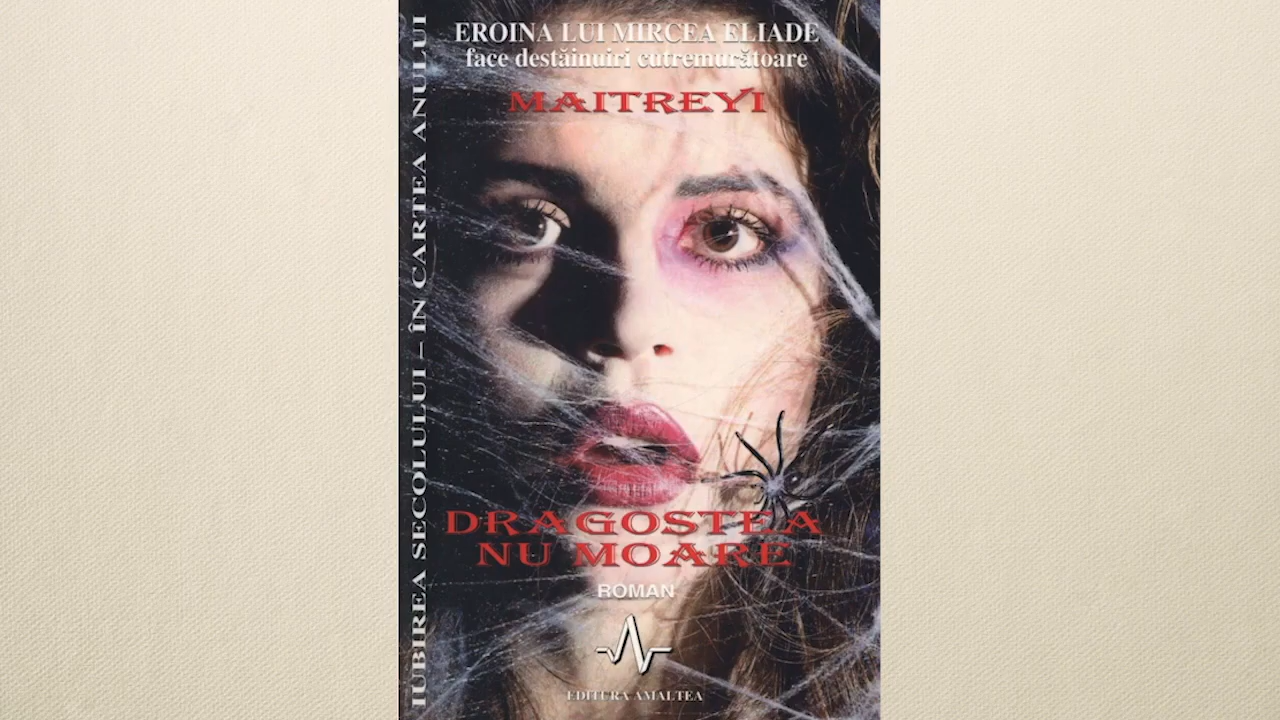 EROINA LUI MIRCEA ELIADE
face destăinuiri cutremurătoare
MAITREYI
IUBIREA SECOLULUI – ÎN CARTEA ANULUI
DRAGOSTEA
NU MOARE
ROMAN
EDITURA AMALTEA